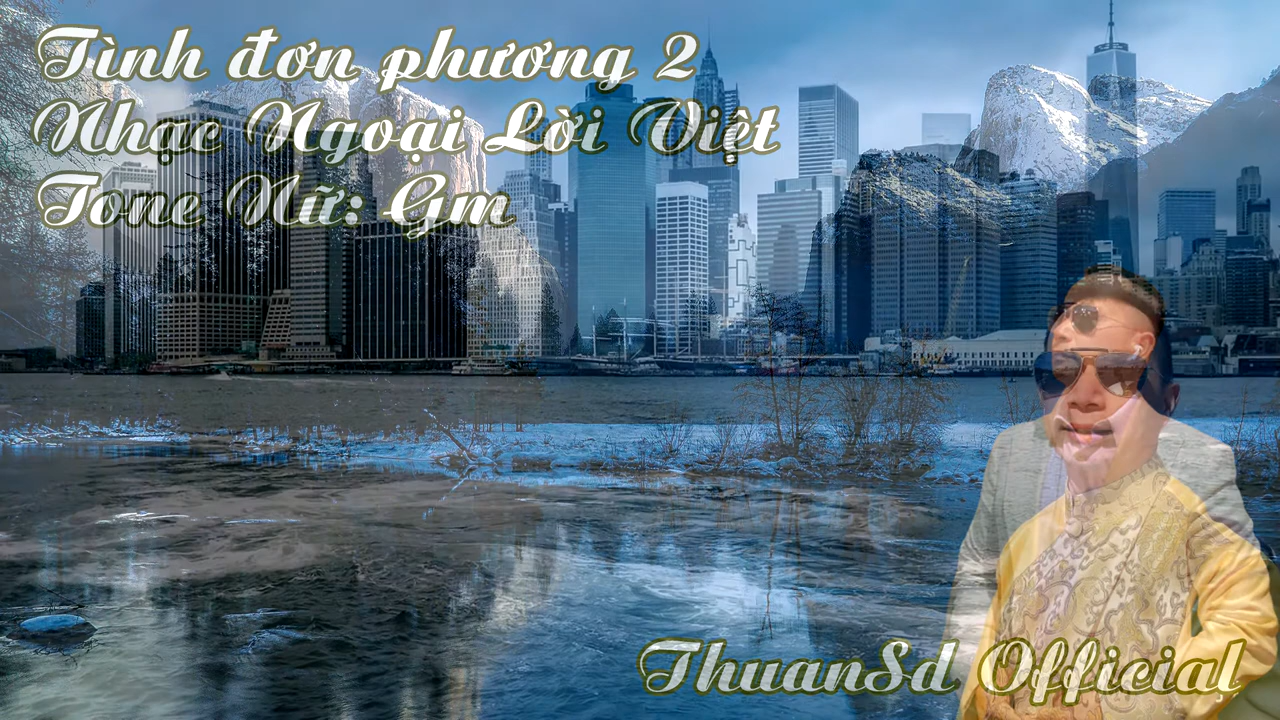 Tình đơn phương 2
Nhạc Ngoại Lời Việt
Tone Nữ: Gm
ThuanSd Official